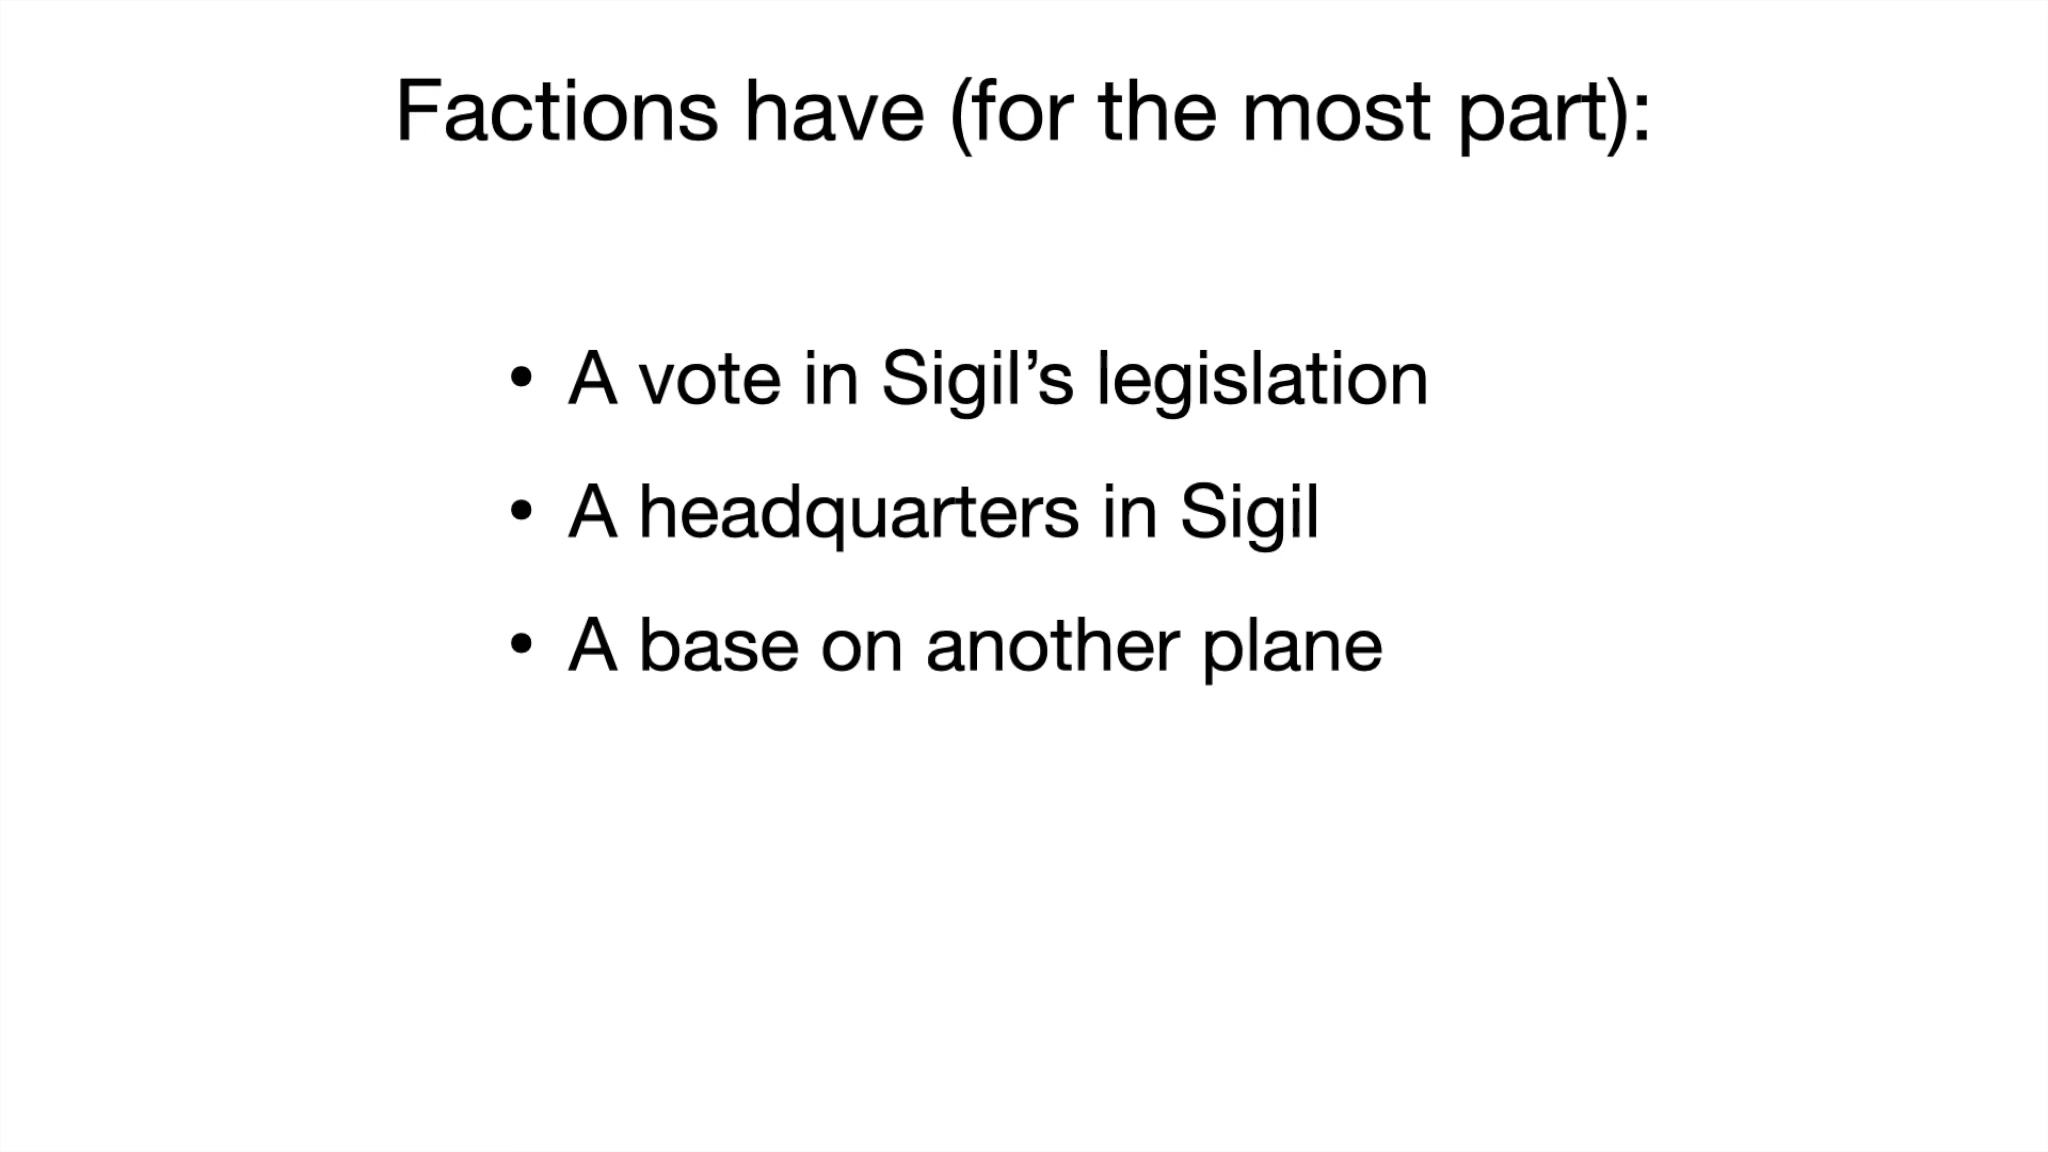 Factions have (for the most part):
• A vote in Sigil’s legislation
• A headquarters in Sigil
• A base on another plane